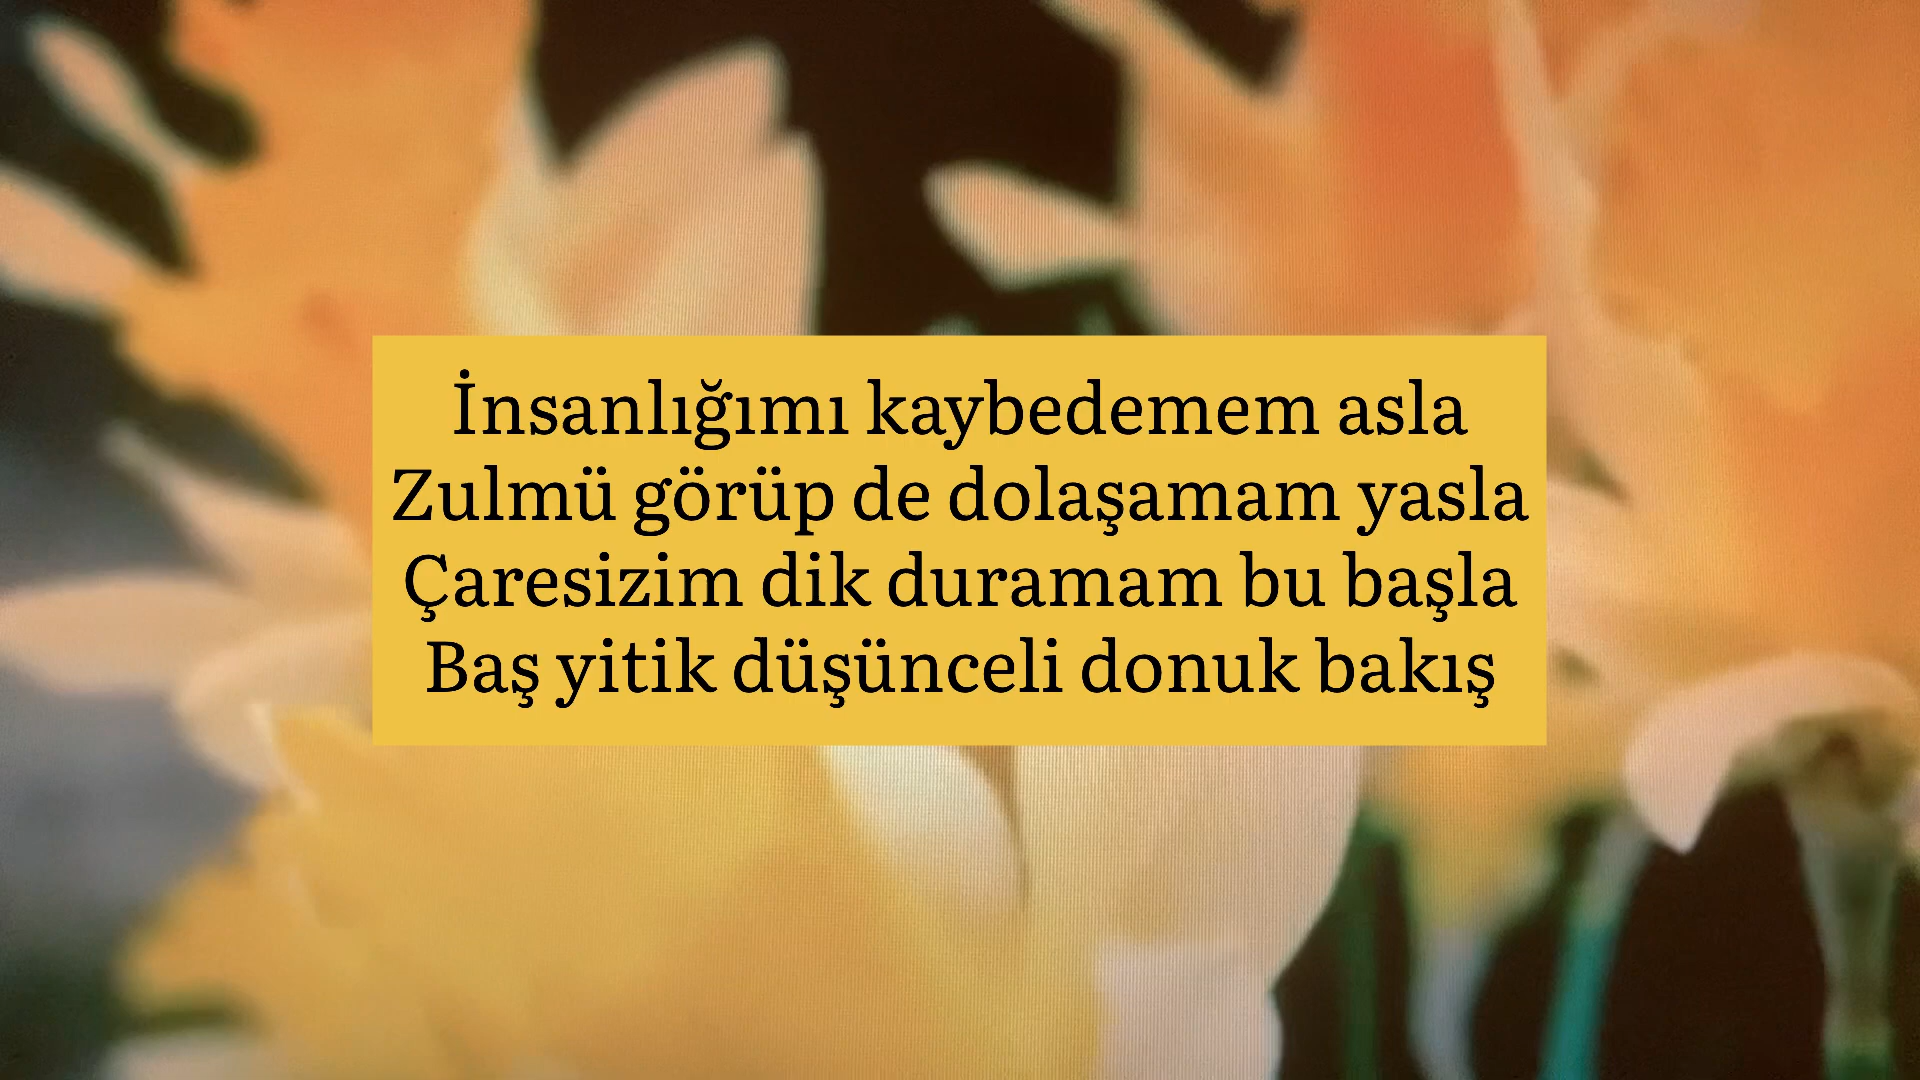 İnsanlığımı kaybedemem asla
Zulmü görüp de dolaşamam yasla
Çaresizim dik duramam bu başla
Baş yitik düşünceli donuk bakış